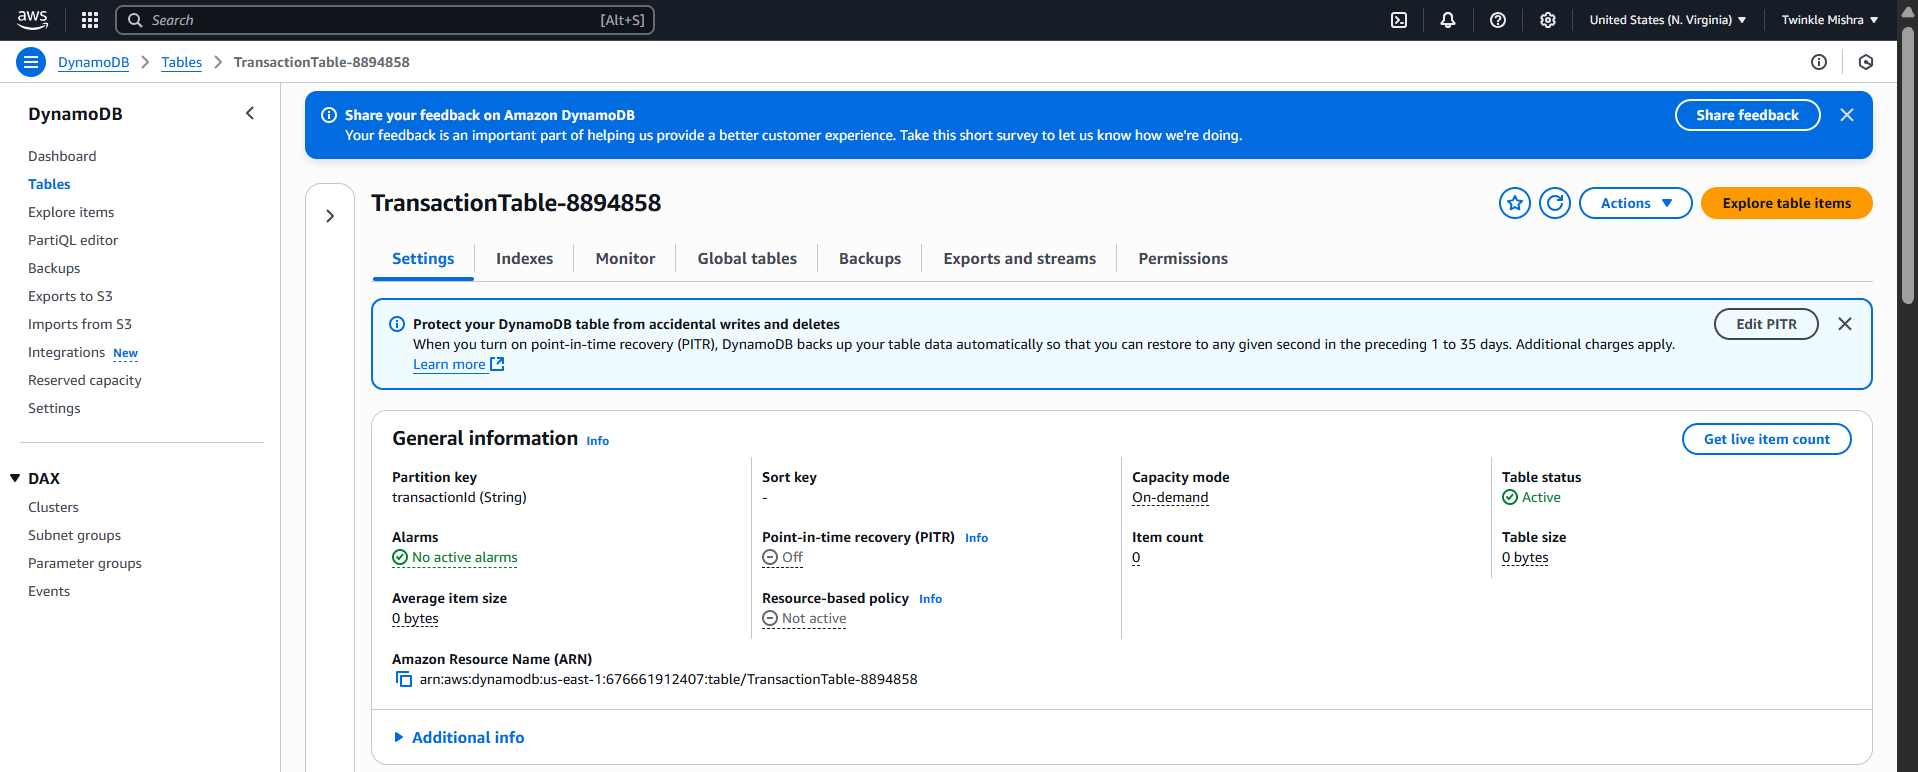 aws
Search [Alt+S]
United States (N. Virginia)
Twinkle Mishra
DynamoDB
Tables
TransactionTable-8894858
DynamoDB
Dashboard
Tables
Explore items
PartiQL editor
Backups
Exports to S3
Imports from S3
Integrations New
Reserved capacity
Settings
DAX
Clusters
Subnet groups
Parameter groups
Events
Share your feedback on Amazon DynamoDB
Your feedback is an important part of helping us provide a better customer experience. Take this short survey to let us know how we're doing.
Share feedback
TransactionTable-8894858
Actions
Explore table items
Settings
Indexes
Monitor
Global tables
Backups
Exports and streams
Permissions
Protect your DynamoDB table from accidental writes and deletes
When you turn on point-in-time recovery (PITR), DynamoDB backs up your table data automatically so that you can restore to any given second in the preceding 1 to 35 days. Additional charges apply.
Learn more
Edit PITR
General information Info
Get live item count
Partition key
transactionId (String)
Sort key
-
Capacity mode
On-demand
Table status
Active
Alarms
No active alarms
Point-in-time recovery (PITR) Info
Off
Item count
0
Table size
0 bytes
Average item size
0 bytes
Resource-based policy Info
Not active
Amazon Resource Name (ARN)
arn:aws:dynamodb:us-east-1:676661912407:table/TransactionTable-8894858
Additional info